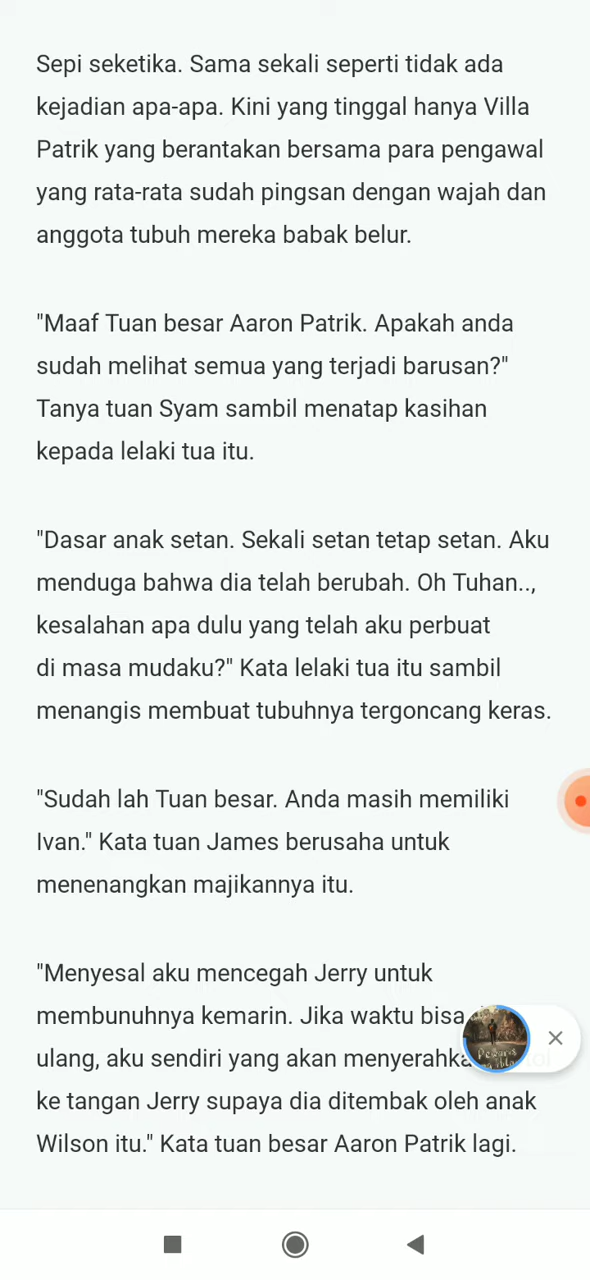 Sepi seketika. Sama sekali seperti tidak ada
kejadian apa-apa. Kini yang tinggal hanya Villa
Patrik yang berantakan bersama para pengawal
yang rata-rata sudah pingsan dengan wajah dan
anggota tubuh mereka babak belur.
"Maaf Tuan besar Aaron Patrik. Apakah anda
sudah melihat semua yang terjadi barusan?"
Tanya tuan Syam sambil menatap kasihan
kepada lelaki tua itu.
"Dasar anak setan. Sekali setan tetap setan. Aku
menduga bahwa dia telah berubah. Oh Tuhan..,
kesalahan apa dulu yang telah aku perbuat
di masa mudaku?" Kata lelaki tua itu sambil
menangis membuat tubuhnya tergoncang keras.
"Sudah lah Tuan besar. Anda masih memiliki
Ivan." Kata tuan James berusaha untuk
menenangkan majikannya itu.
"Menyesal aku mencegah Jerry untuk
membunuhnya kemarin. Jika waktu bisa
ulang, aku sendiri yang akan
ke tangan Jerry supaya dia ditembak oleh anak
Wilson itu." Kata tuan besar Aaron Patrik lagi.